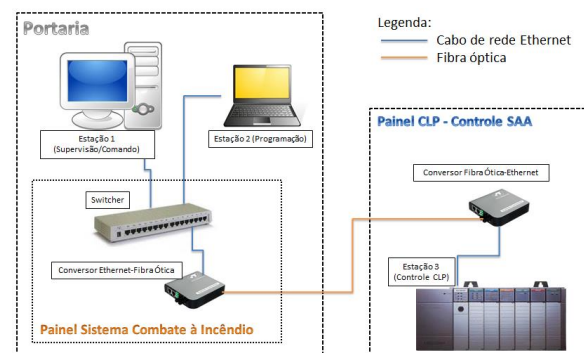 Portaria
Legenda:
Cabo de rede Ethernet
Fibra óptica
Estação 1
(Supervisão/Comando)
Estação 2 (Programação)
Switcher
Conversor Ethernet-Fibra Ótica
Painel Sistema Combate à Incêndio
Painel CLP - Controle SAA
Conversor Fibra Ótica-Ethernet
Estação 3
(Controle CLP)